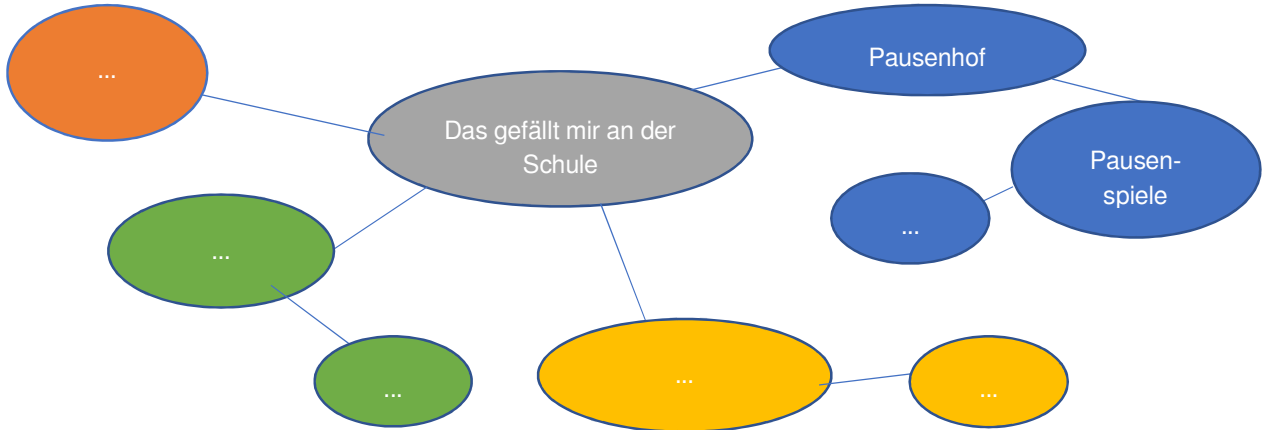 Pausenhof
...
Das gefällt mir an der
Schule
Pausen-
spiele
...
...
...
...
...